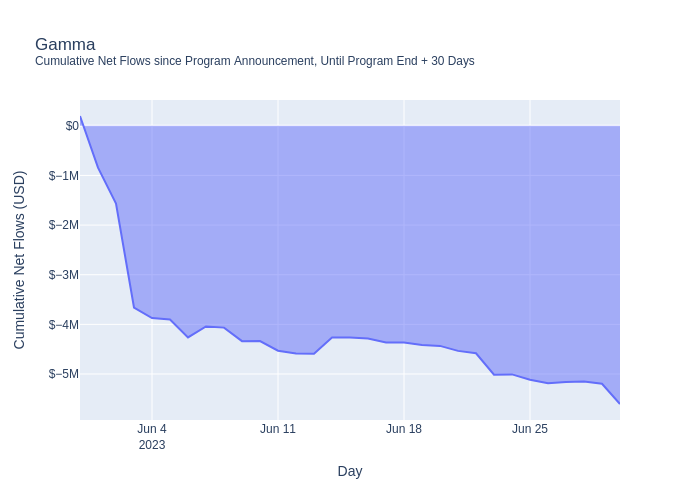 Gamma
Cumulative Net Flows since Program Announcement, Until Program End + 30 Days
Cumulative Net Flows (USD)
$0
$−1M
$−2M
$−3M
$−4M
$−5M
Jun 4
2023
Jun 11
Jun 18
Jun 25
Day